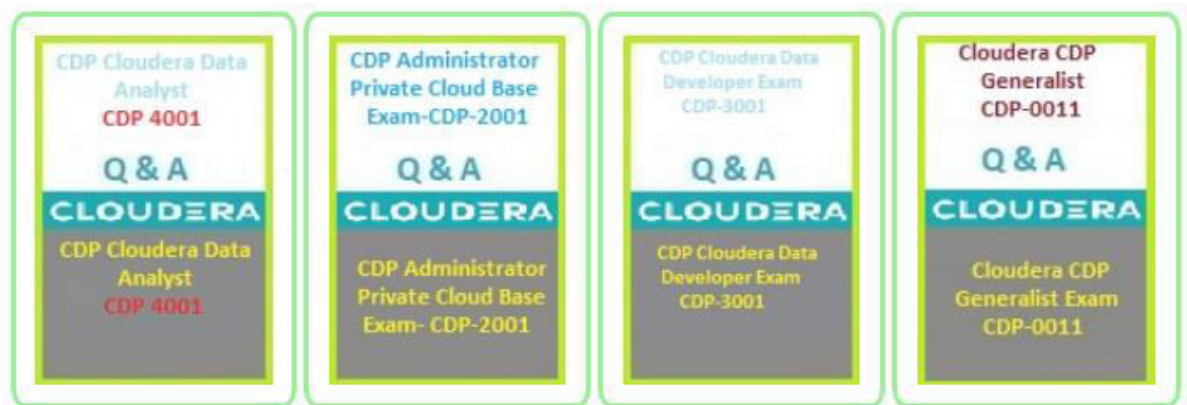 CDP Cloudera Data
Analyst
CDP 4001
Q & A
CLOUDERA
CDP Cloudera Data
Analyst
CDP 4001
CDP Administrator
Private Cloud Base
Exam-CDP-2001
Q & A
CLOUDERA
CDP Administrator
Private Cloud Base
Exam- CDP-2001
CDP Cloudera Data
Developer Exam
CDP-3001
Q & A
CLOUDERA
CDP Cloudera Data
Developer Exam
CDP-3001
Cloudera CDP
Generalist
CDP-0011
Q & A
CLOUDERA
Cloudera CDP
Generalist Exam
CDP-0011